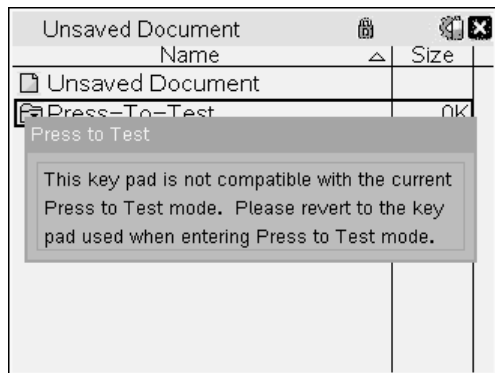 Unsaved Document
Name Size
Unsaved Document
Press-To-Test 0K
Press to Test
This key pad is not compatible with the current
Press to Test mode. Please revert to the key
pad used when entering Press to Test mode.